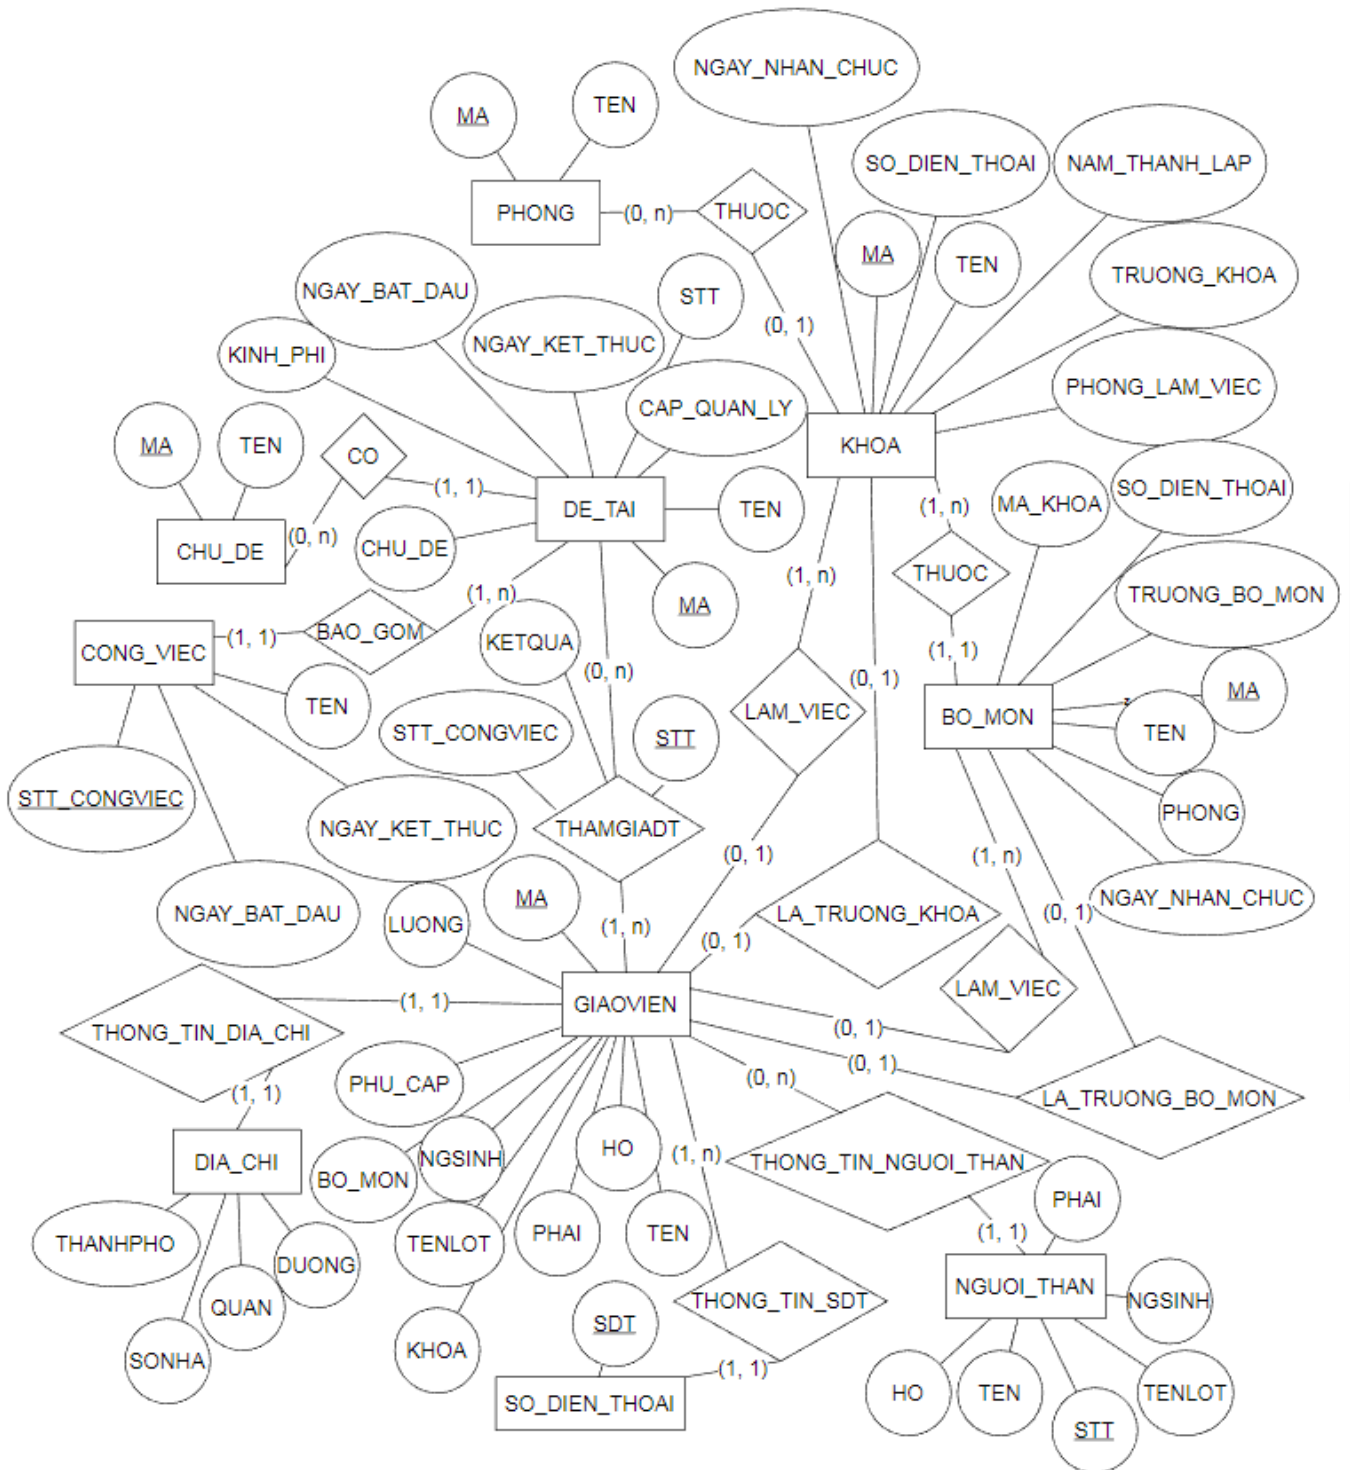 NGAY_NHAN_CHUC
MA
TEN
SO_DIEN_THOAI
NAM_THANH_LAP
PHONG
(0, n)
THUOC
MA
TEN
TRUONG_KHOA
NGAY_BAT_DAU
STT
(0, 1)
KINH_PHI
NGAY_KET_THUC
CAP_QUAN_LY
PHONG_LAM_VIEC
MA
TEN
CO
KHOA
(1, 1)
SO_DIEN_THOAI
MA_KHOA
(1, n)
DE_TAI
TEN
(0, n)
CHU_DE
CHU_DE
THUOC
(1, n)
(1, n)
MA
TRUONG_BO_MON
(1, 1)
BAO_GOM
KETQUA
CONG_VIEC
(1, 1)
(0, n)
(0, 1)
MA
TEN
LAM_VIEC
BO_MON
TEN
STT_CONGVIEC
STT
STT_CONGVIEC
PHONG
NGAY_KET_THUC
THAMGIADT
(0, 1)
(1, n)
MA
NGAY_NHAN_CHUC
NGAY_BAT_DAU
LUONG
(1, n)
LA_TRUONG_KHOA
(0, 1)
(0, 1)
LAM_VIEC
(1, 1)
GIAOVIEN
THONG_TIN_DIA_CHI
(0, 1)
(0, 1)
(0, n)
PHU_CAP
(1, 1)
LA_TRUONG_BO_MON
HO
(1, n)
DIA_CHI
NGSINH
THONG_TIN_NGUOI_THAN
BO_MON
PHAI
PHAI
TEN
THANHPHO
TENLOT
(1, 1)
DUONG
NGUOI_THAN
NGSINH
QUAN
THONG_TIN_SDT
SDT
KHOA
SONHA
(1, 1)
HO
TEN
TENLOT
SO_DIEN_THOAI
STT